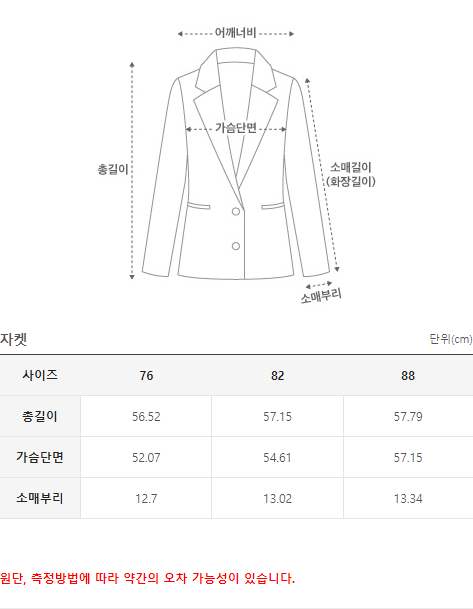 어깨너비
가슴단면
총길이
소매길이
(화장길이)
소매부리
자켓 단위(cm)
사이즈 76 82 88
총길이 56.52 57.15 57.79
가슴단면 52.07 54.61 57.15
소매부리 12.7 13.02 13.34
원단, 측정방법에 따라 약간의 오차 가능성이 있습니다.